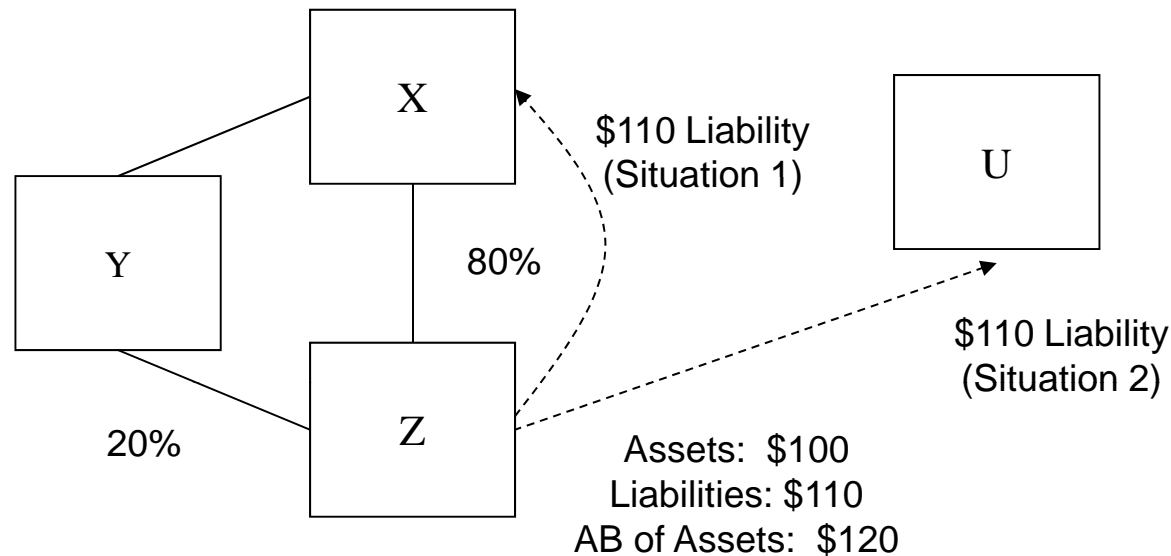 X
$110 Liability
(Situation 1)
U
Y
80%
$110 Liability
(Situation 2)
20%
Z
Assets:  $100
Liabilities: $110
AB of Assets:  $120